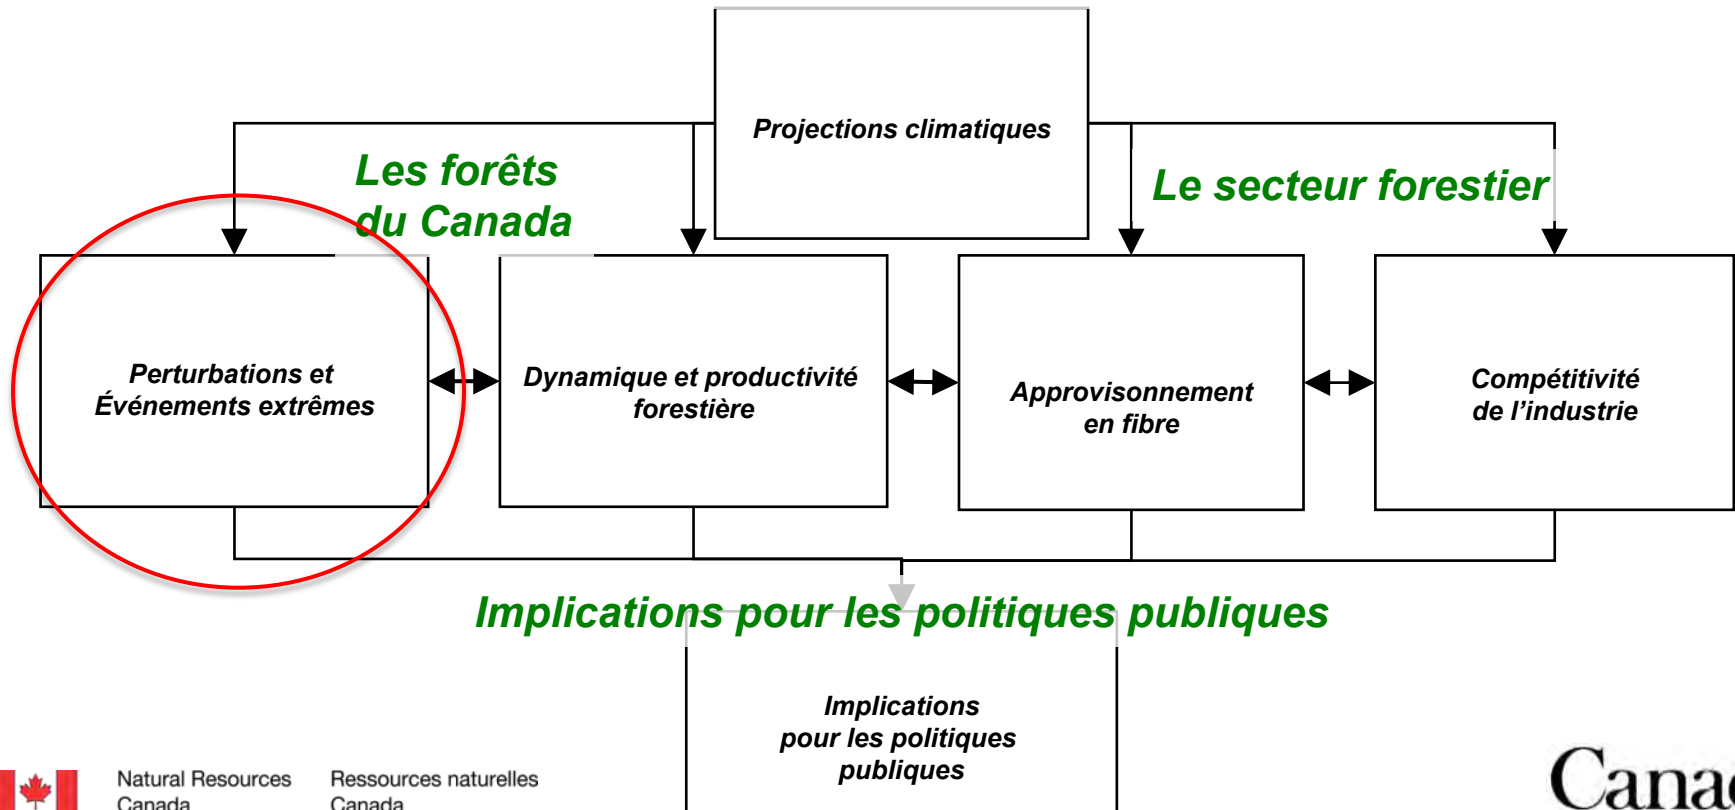 Projections climatiques
Les forêts
du Canada
Le secteur forestier
Perturbations et
Événements extrêmes
Dynamique et productivité
forestière
Approvisonnement
en fibre
Compétitivité
de l’industrie
Implications pour les politiques publiques
Implications
pour les politiques
publiques
Natural Resources
Canada
Ressources naturelles
Canada